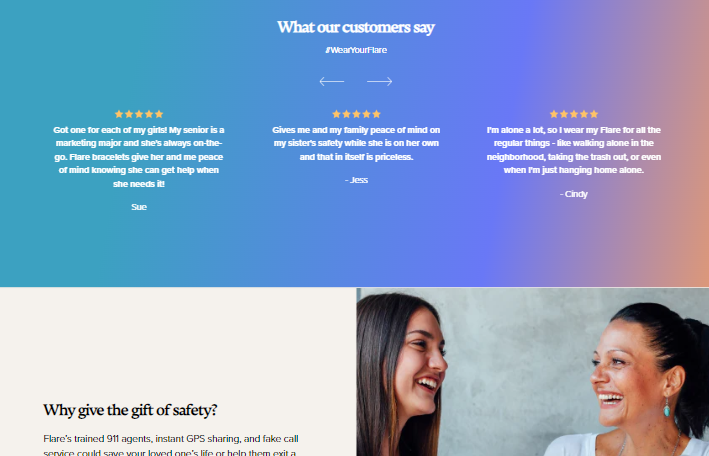 What our customers say
#WearYourFlare
Got one for each of my girls! My senior is a
marketing major and she's always on-the-
go. Flare bracelets give her and me peace
of mind knowing she can get help when
she needs it!
Sue
Gives me and my family peace of mind on
my sister's safety while she is on her own
and that in itself is priceless.
- Jess
I'm alone a lot, so I wear my Flare for all the
regular things - like walking alone in the
neighborhood, taking the trash out, or even
when I'm just hanging home alone.
- Cindy
Why give the gift of safety?
Flare's trained 911 agents, instant GPS sharing, and fake call
service could save your loved one's life or help them exit a